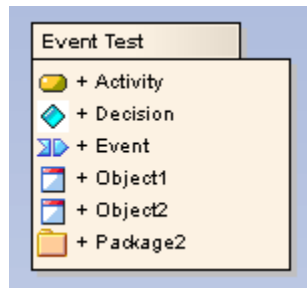 Event Test
+ Activity
+ Decision
+ Event
+ Object1
+ Object2
+ Package2